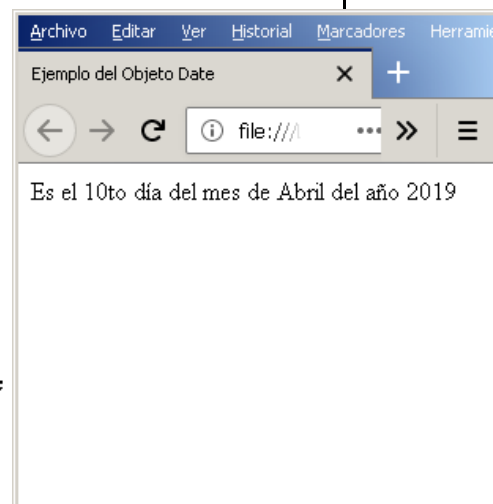 Archivo Editar Ver Historial Marcadores
Ejemplo del Objeto Date
file:///
Es el 10to día del mes de Abril del año 2019